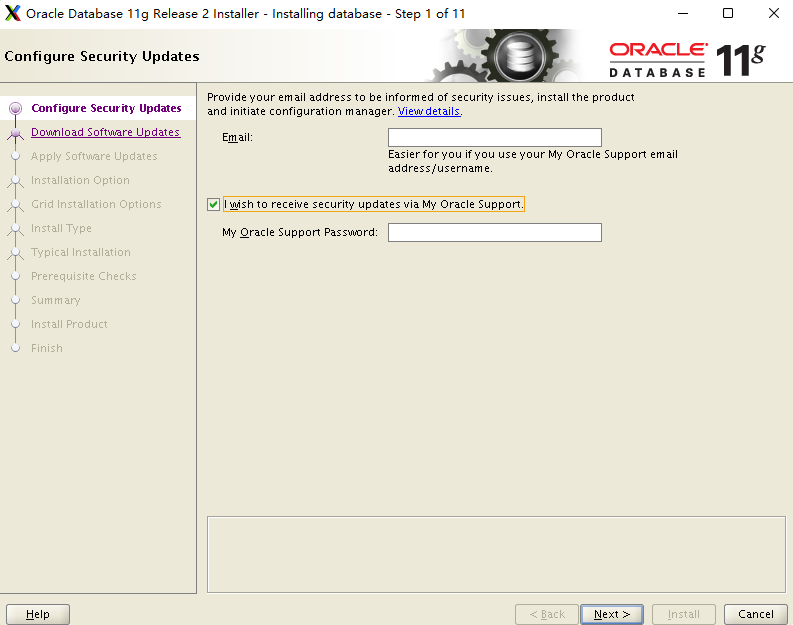 Oracle Database 11g Release 2 Installer - Installing database - Step 1 of 11
Configure Security Updates
ORACLE
DATABASE 11g
Configure Security Updates
Download Software Updates
Apply Software Updates
Installation Option
Grid Installation Options
Install Type
Typical Installation
Prerequisite Checks
Summary
Install Product
Finish
Provide your email address to be informed of security issues, install the product
and initiate configuration manager. View details.
Email:
Easier for you if you use your My Oracle Support email
address/username.
I wish to receive security updates via My Oracle Support.
My Oracle Support Password:
Help
< Back
Next >
Install
Cancel